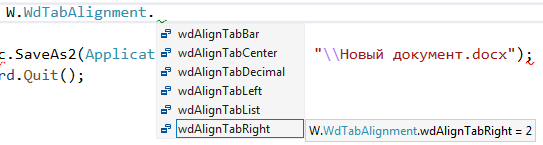 W.WdTabAlignment.
wdAlignTabBar
c.SaveAs2(Applicat "\\Новый документ.docx");
wdAlignTabCenter
rd.Quit();
wdAlignTabDecimal
wdAlignTabLeft
wdAlignTabList
wdAlignTabRight
W.WdTabAlignment.wdAlignTabRight = 2